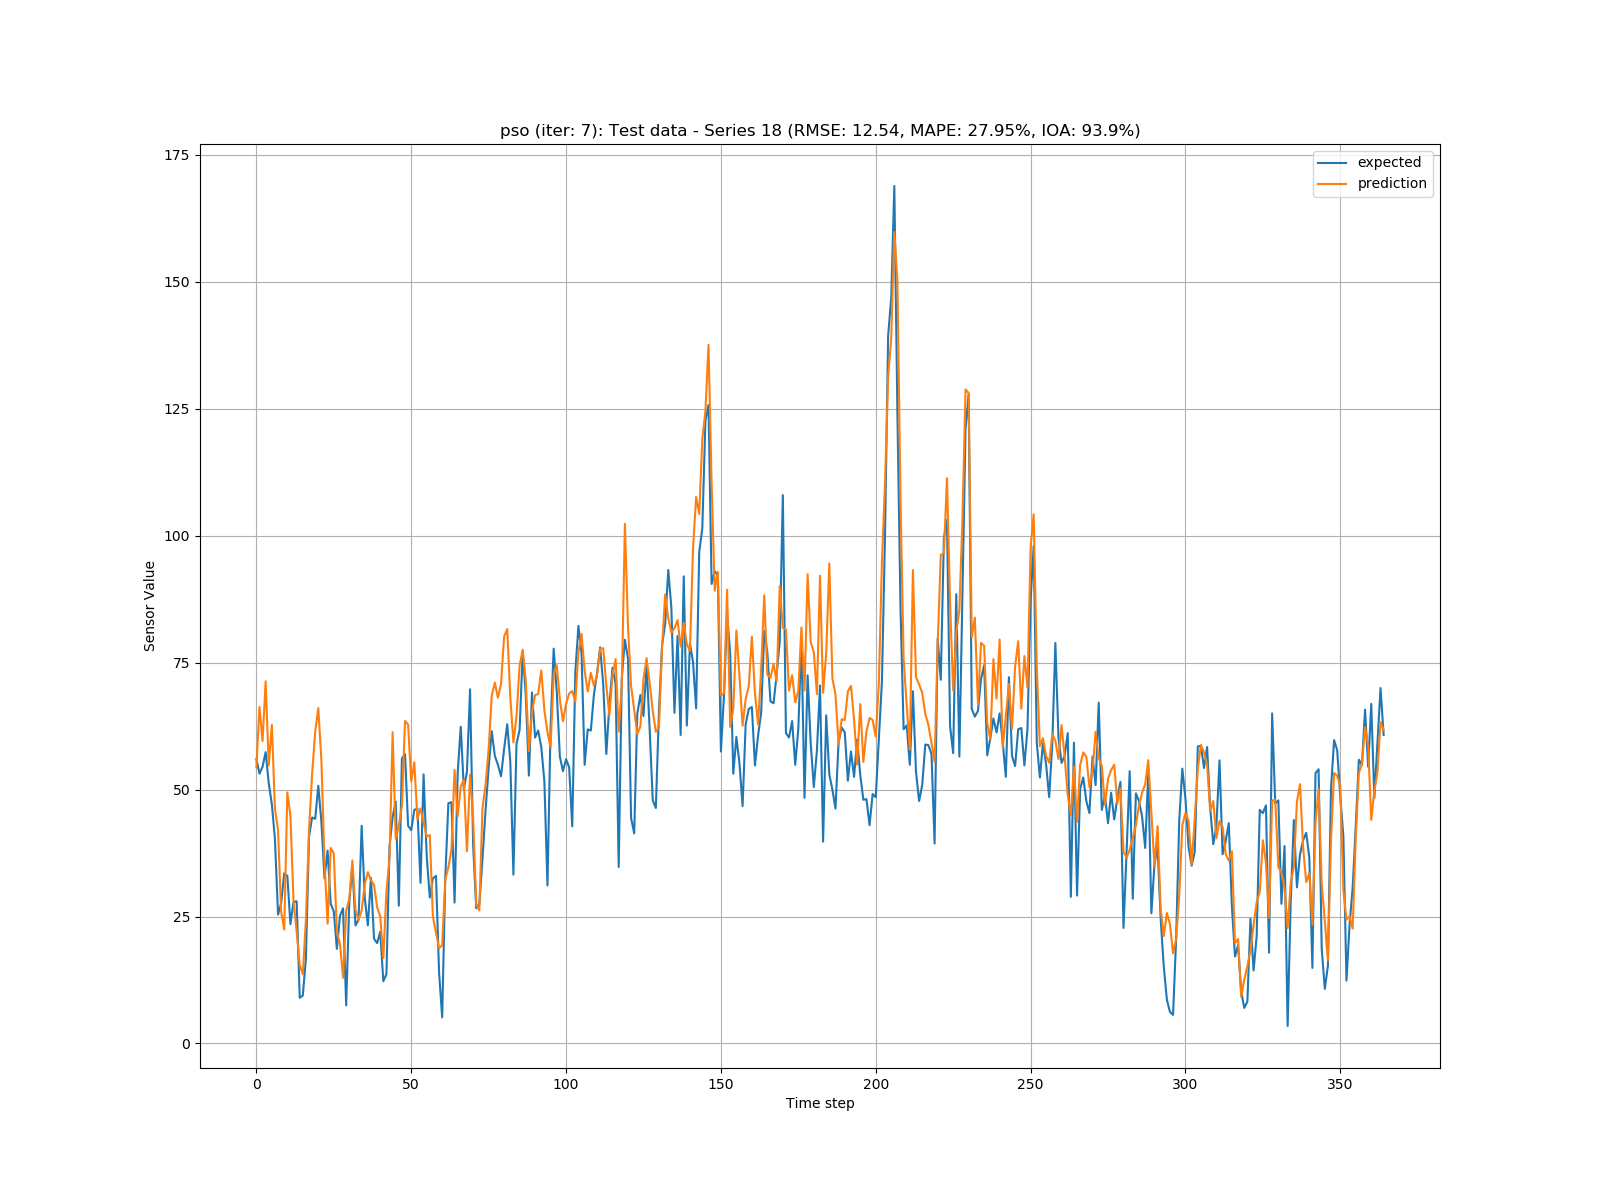 pso (iter: 7): Test data - Series 18 (RMSE: 12.54, MAPE: 27.95%, IOA: 93.9%)
expected
prediction
175
150
125
100
75
50
25
0
Sensor Value
0 50 100 150 200 250 300 350
Time step